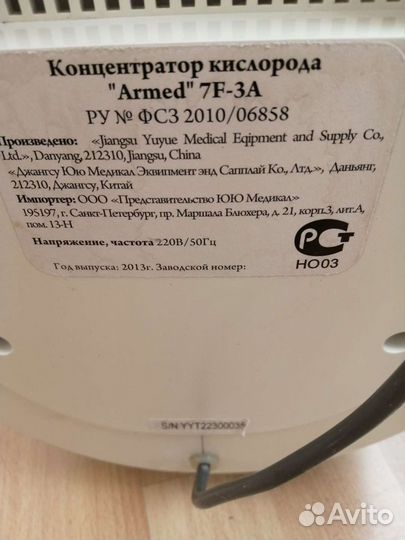 Концентратор кислорода
"Armed" 7F-3A
РУ № ФСЗ 2010/06858
Произведено: «Jiangsu Yuyue Medical Eqipment and Supply Co.,
Ltd.», Danyang, 212310, Jiangsu, China
«Джангсу Юю Медикал Эквипмент энд Сапплай Ко., Лтд.», Даньянг,
212310, Джангсу, Китай
Импортер: ООО «Представительство ЮЮ Медикал»
195197, г. Санкт-Петербург, пр. Маршала Блюхера, д. 21, корп.3, лит.А,
пом. 13-Н
Напряжение, частота 220В/50Гц
РСТ
НО03
Год выпуска: 2013г. Заводской номер:
S/N:YYT22300035
Avito